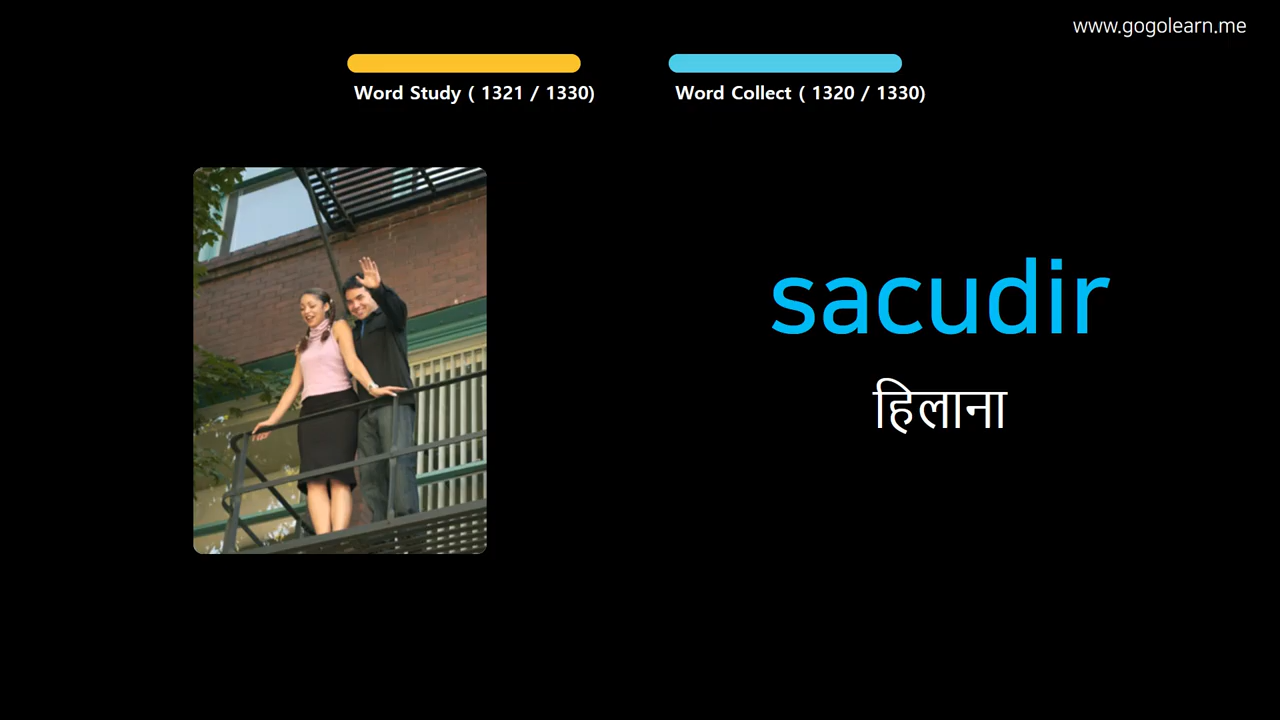 www.gogolearn.me
Word Study ( 1321 / 1330)
Word Collect ( 1320 / 1330)
sacudir
हिलाना